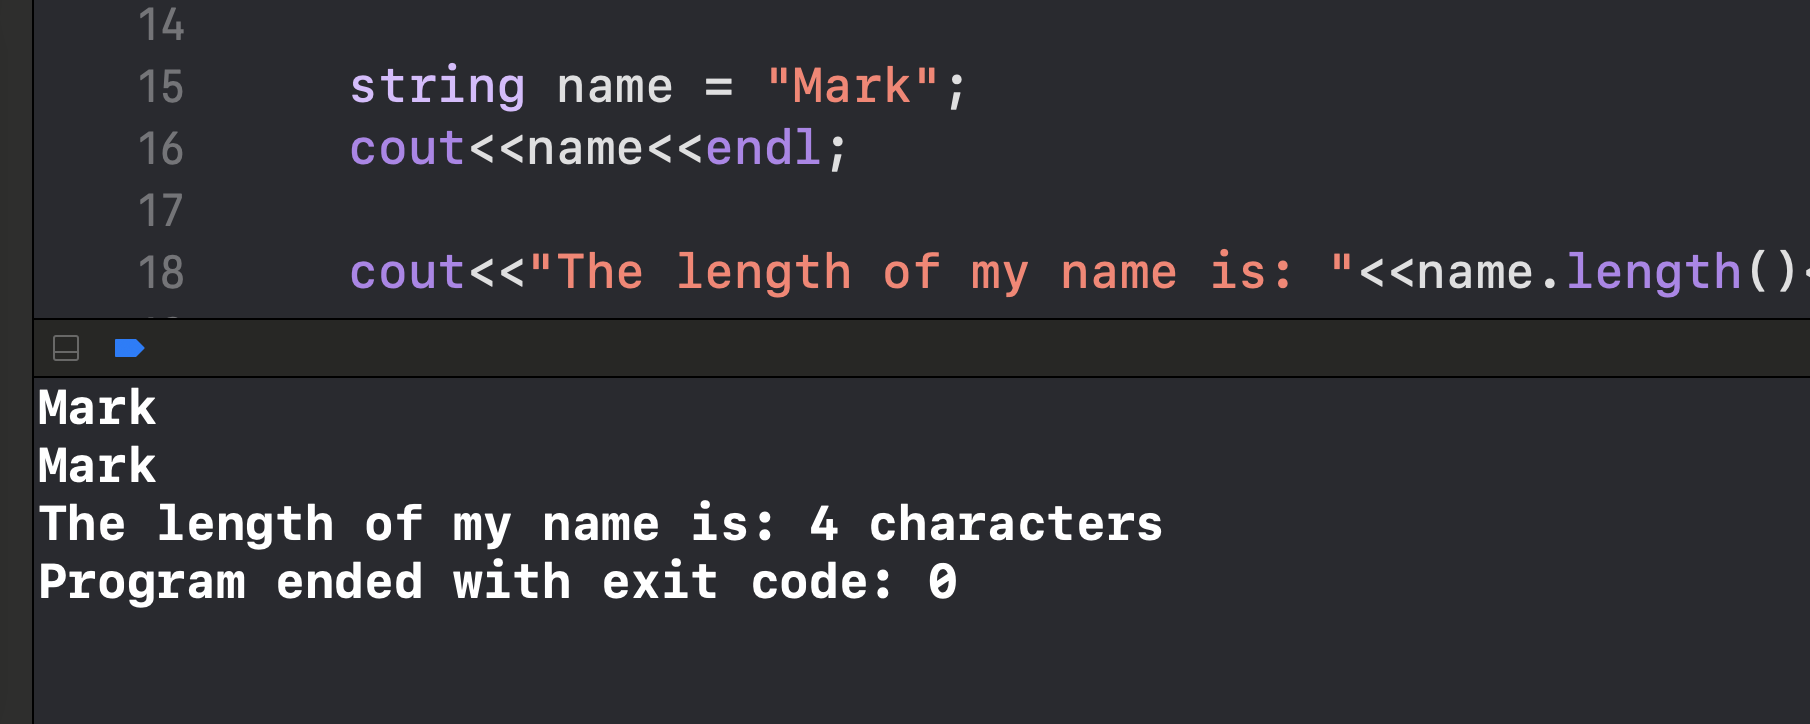 14
15 string name = "Mark";
16 cout<<name<<endl;
17
18 cout<<"The length of my name is: "<<name.length()
Mark
Mark
The length of my name is: 4 characters
Program ended with exit code: 0